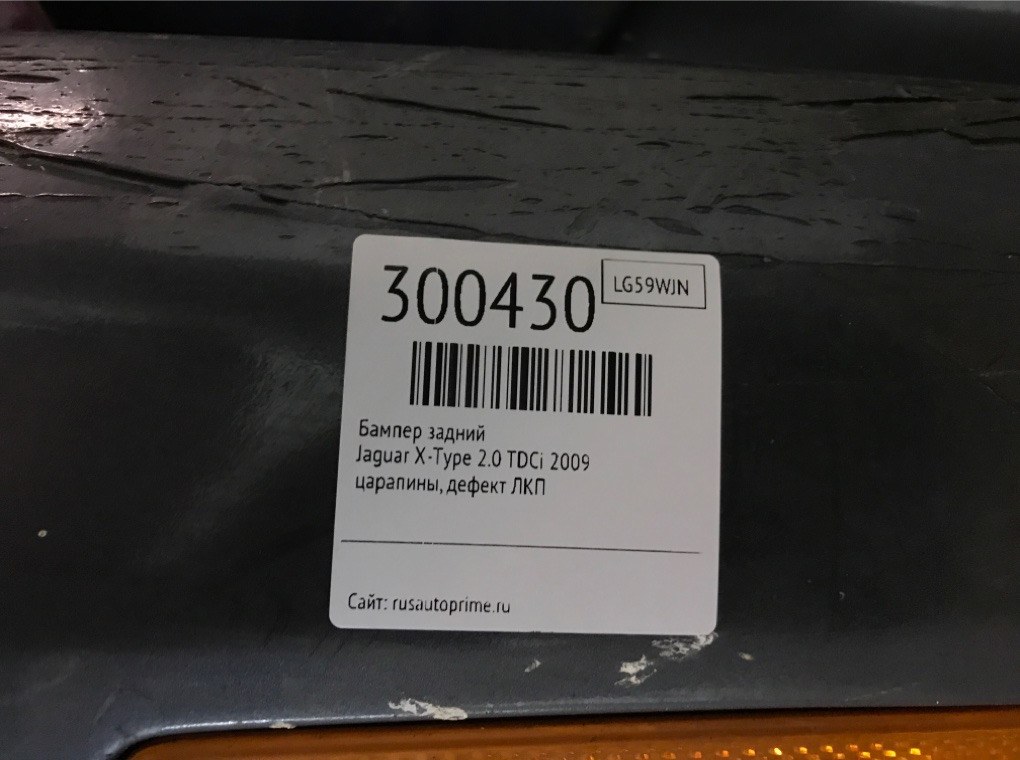 300430
LG59WJN
Бампер задний
Jaguar X-Type 2.0 TDCi 2009
царапины, дефект ЛКП
Сайт: rusautoprime.ru